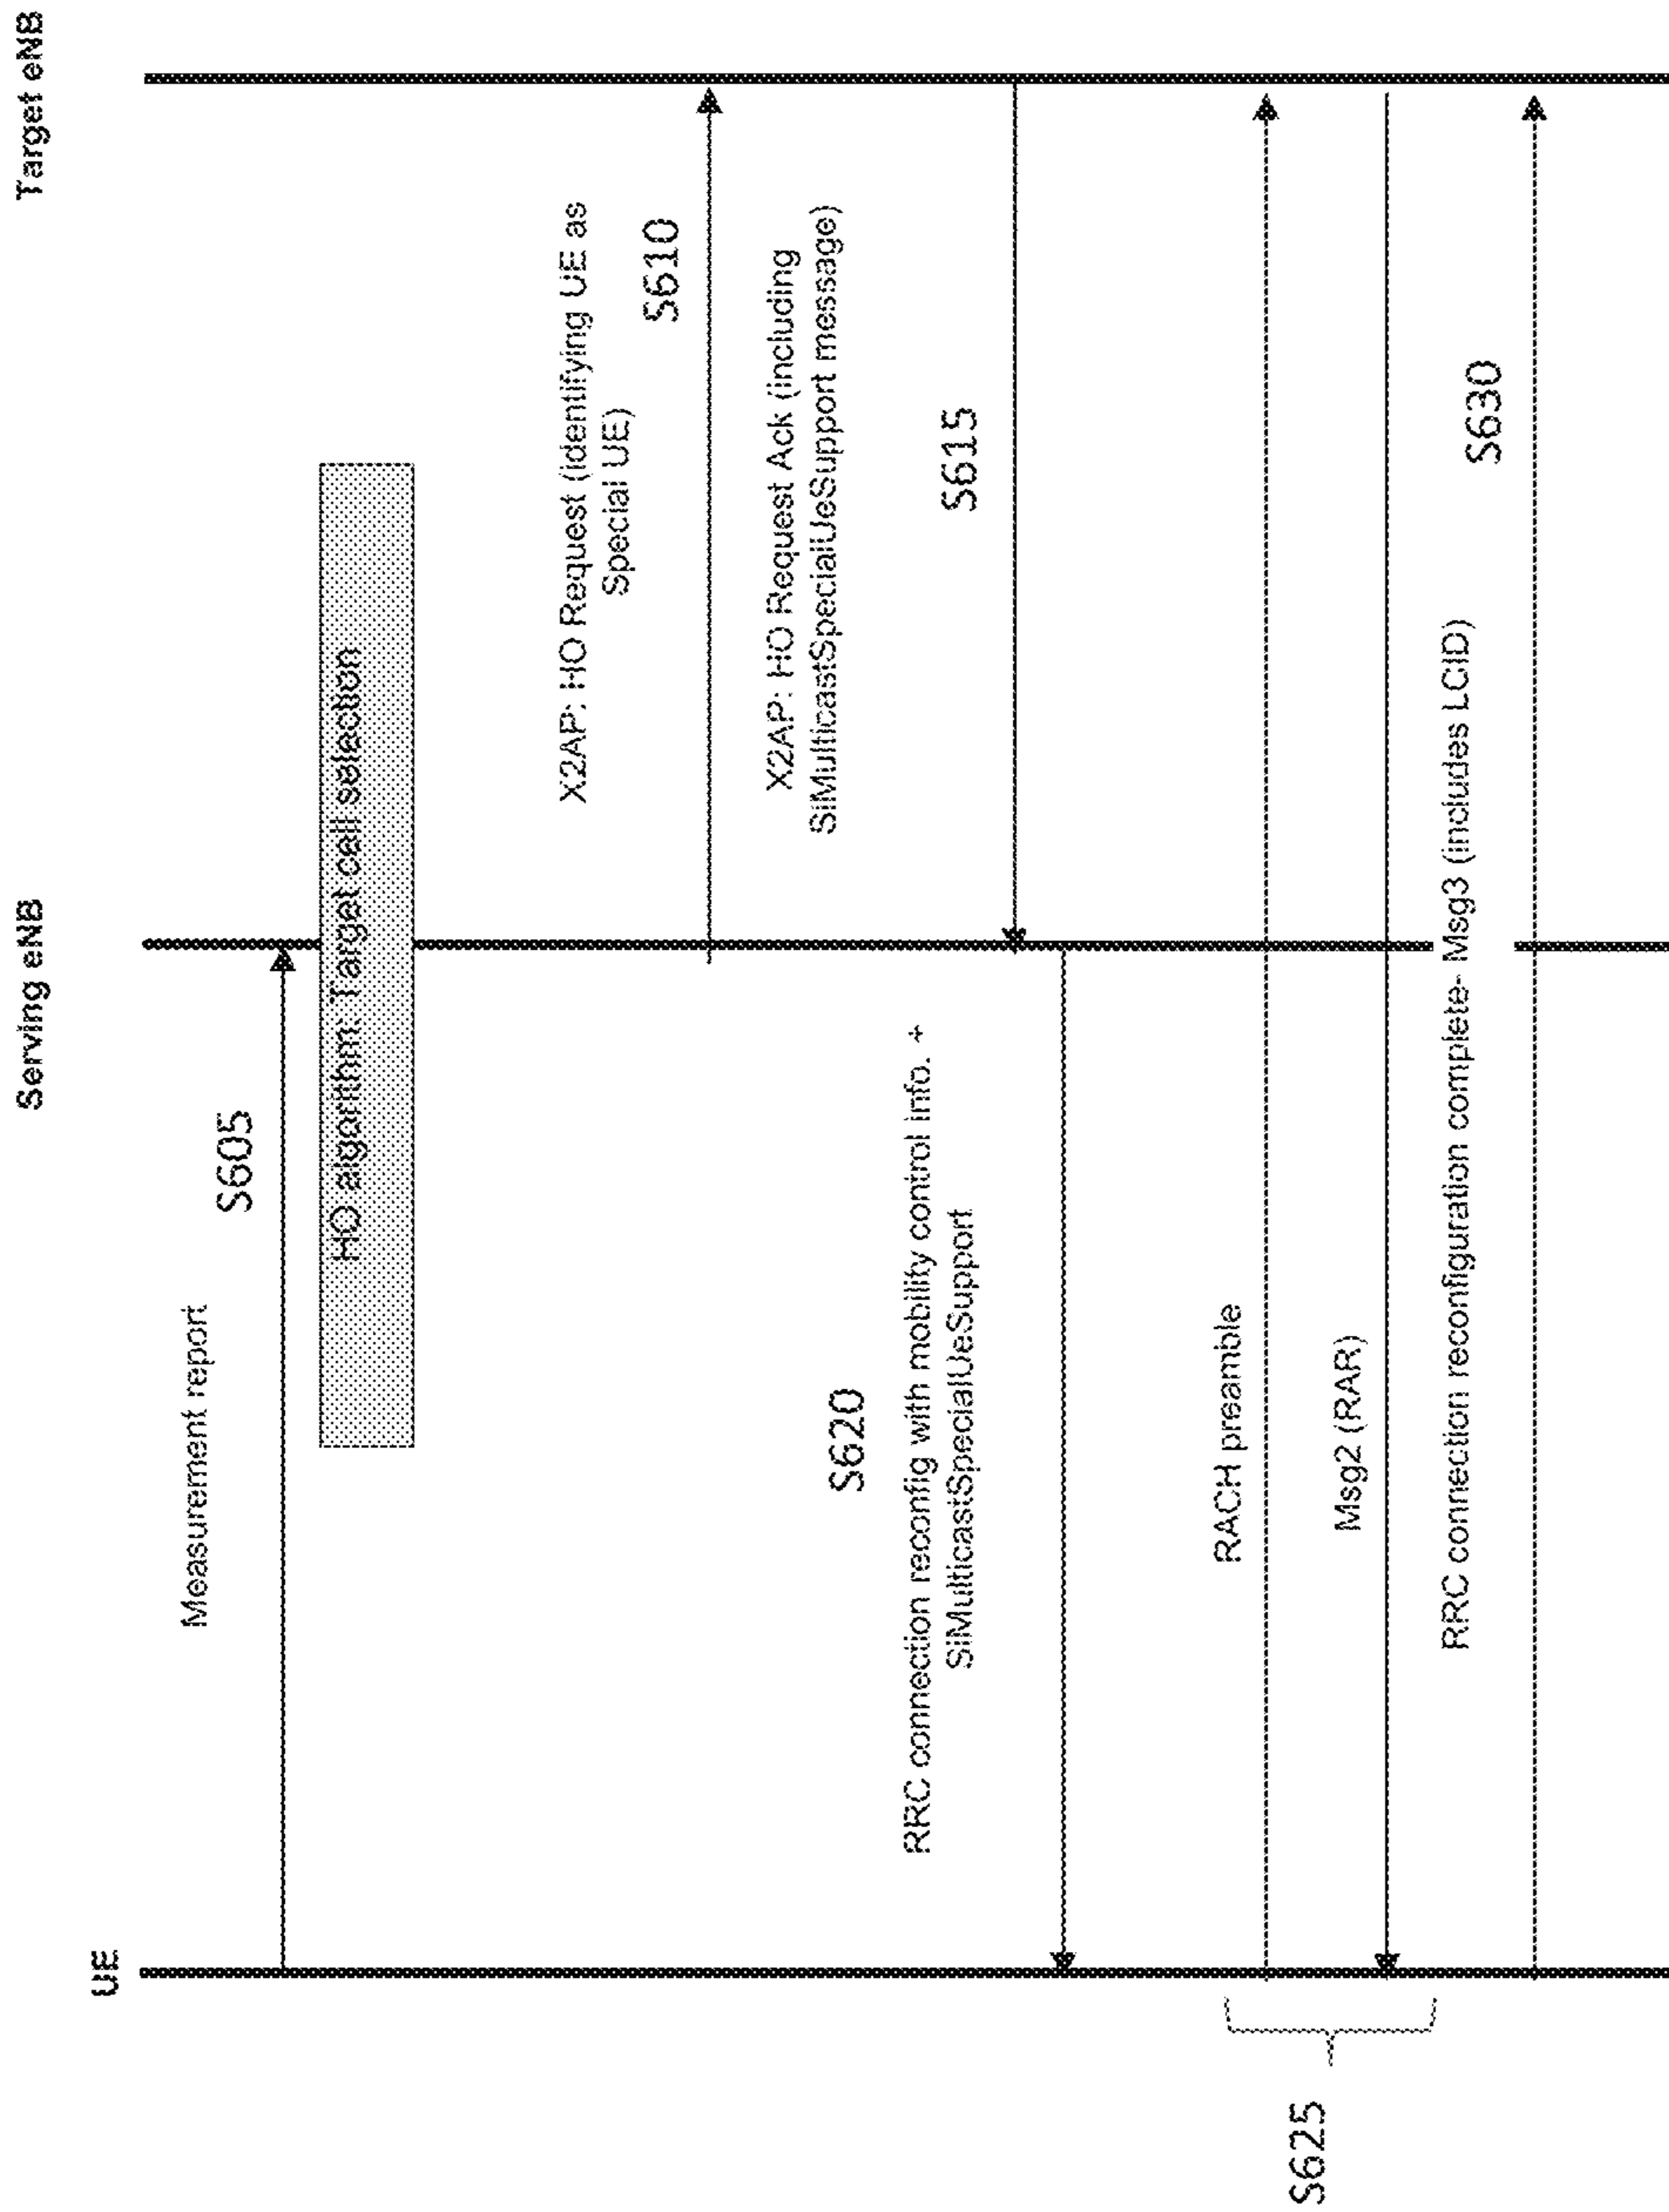 UE
Serving eNB
Target eNB
Measurement report
S605
HO algorithm: Target cell selection
X2AP: HO Request (identifying UE as
Special UE)
S610
X2AP: HO Request Ack (including
SiMulticastSpecialUeSupport message)
S615
S620
RRC connection reconfig with mobility control info. +
SiMulticastSpecialUeSupport
RACH preamble
S625
Msg2 (RAR)
RRC connection reconfiguration complete- Msg3 (includes LCID)
S630